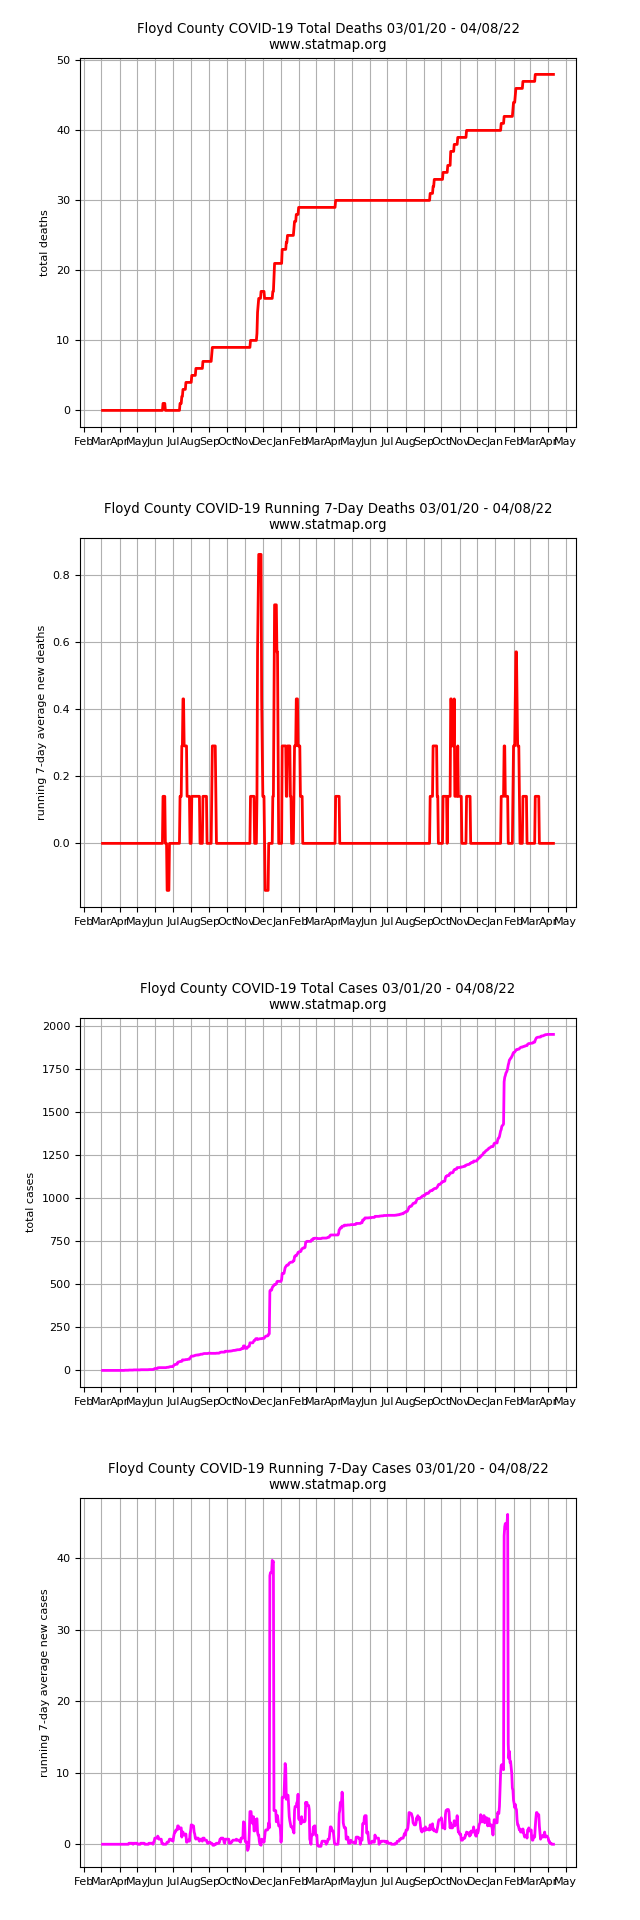 Floyd County COVID-19 Total Deaths 03/01/20 - 04/08/22
www.statmap.org
50
40
30
20
10
0
total deaths
Feb Mar Apr May Jun Jul Aug Sep Oct Nov Dec Jan Feb Mar Apr May Jun Jul Aug Sep Oct Nov Dec Jan Feb Mar Apr May
Floyd County COVID-19 Running 7-Day Deaths 03/01/20 - 04/08/22
www.statmap.org
0.8
0.6
0.4
0.2
0.0
running 7-day average new deaths
Feb Mar Apr May Jun Jul Aug Sep Oct Nov Dec Jan Feb Mar Apr May Jun Jul Aug Sep Oct Nov Dec Jan Feb Mar Apr May
Floyd County COVID-19 Total Cases 03/01/20 - 04/08/22
www.statmap.org
2000
1750
1500
1250
1000
750
500
250
0
total cases
Feb Mar Apr May Jun Jul Aug Sep Oct Nov Dec Jan Feb Mar Apr May Jun Jul Aug Sep Oct Nov Dec Jan Feb Mar Apr May
Floyd County COVID-19 Running 7-Day Cases 03/01/20 - 04/08/22
www.statmap.org
40
30
20
10
0
running 7-day average new cases
Feb Mar Apr May Jun Jul Aug Sep Oct Nov Dec Jan Feb Mar Apr May Jun Jul Aug Sep Oct Nov Dec Jan Feb Mar Apr May